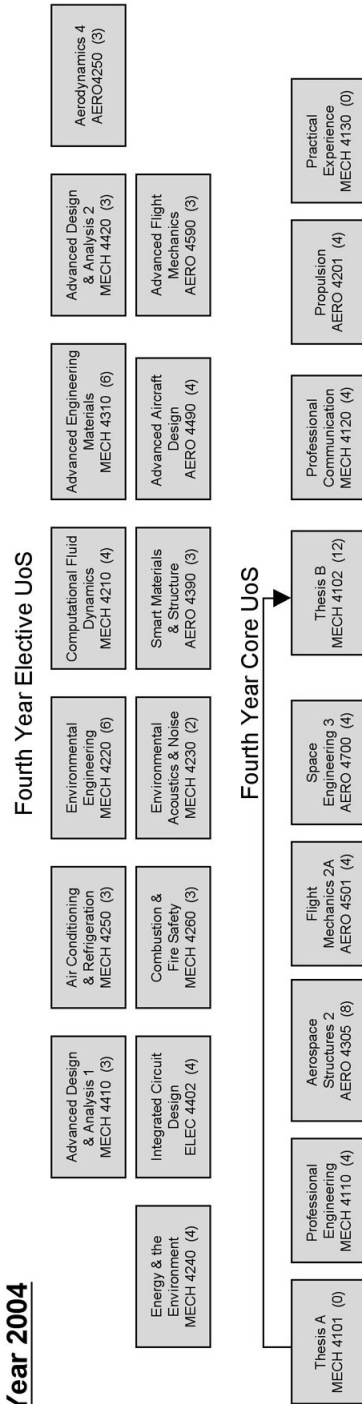 Year 2004
Fourth Year Elective UoS
Energy & the
Environment
MECH 4240 (4)
Advanced Design
& Analysis 1
MECH 4410 (3)
Integrated Circuit
Design
ELEC 4402 (4)
Air Conditioning
& Refrigeration
MECH 4250 (3)
Combustion &
Fire Safety
MECH 4260 (3)
Environmental
Engineering
MECH 4220 (6)
Environmental
Acoustics & Noise
MECH 4230 (2)
Computational Fluid
Dynamics
MECH 4210 (4)
Smart Materials
& Structure
AERO 4390 (3)
Advanced Engineering
Materials
MECH 4310 (6)
Advanced Aircraft
Design
AERO 4490 (4)
Advanced Design
& Analysis 2
MECH 4420 (3)
Advanced Flight
Mechanics
AERO 4590 (3)
Aerodynamics 4
AERO4250 (3)
Fourth Year Core UoS
Thesis A
MECH 4101 (0)
Professional
Engineering
MECH 4110 (4)
Aerospace
Structures 2
AERO 4305 (8)
Flight
Mechanics 2A
AERO 4501 (4)
Space
Engineering 3
AERO 4700 (4)
Thesis B
MECH 4102 (12)
Professional
Communication
MECH 4120 (4)
Propulsion
AERO 4201 (4)
Practical
Experience
MECH 4130 (0)